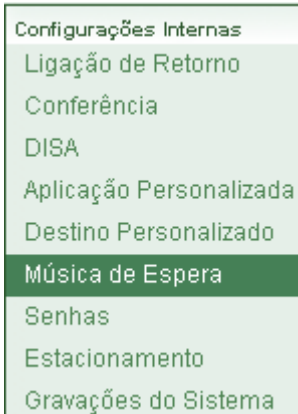 Configurações Internas
Ligação de Retorno
Conferência
DISA
Aplicação Personalizada
Destino Personalizado
Música de Espera
Senhas
Estacionamento
Gravações do Sistema